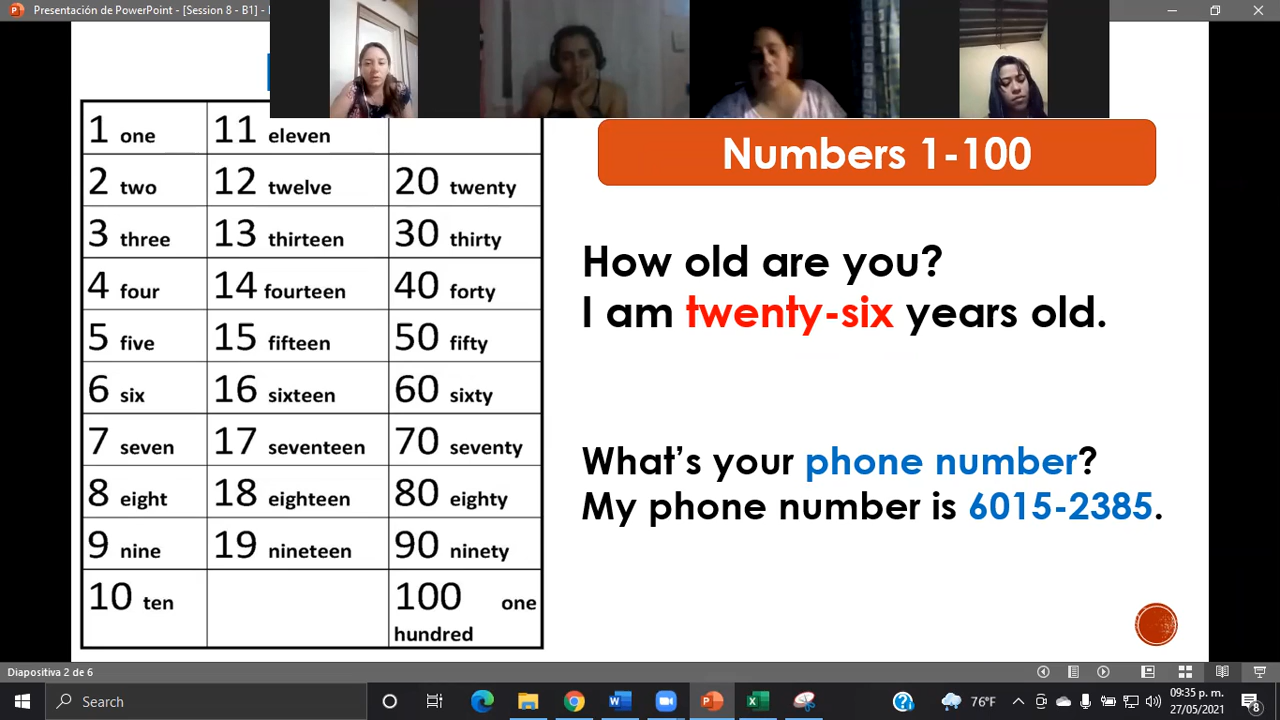 Presentación de PowerPoint - [Session 8 - B1] -
1 one 11 eleven
2 two 12 twelve 20 twenty
3 three 13 thirteen 30 thirty
4 four 14 fourteen 40 forty
5 five 15 fifteen 50 fifty
6 six 16 sixteen 60 sixty
7 seven 17 seventeen 70 seventy
8 eight 18 eighteen 80 eighty
9 nine 19 nineteen 90 ninety
10 ten 100 one
hundred
Numbers 1-100
How old are you?
I am twenty-six years old.
What's your phone number?
My phone number is 6015-2385.
Diapositiva 2 de 6
Search
76°F
09:35 p. m.
27/05/2021
8